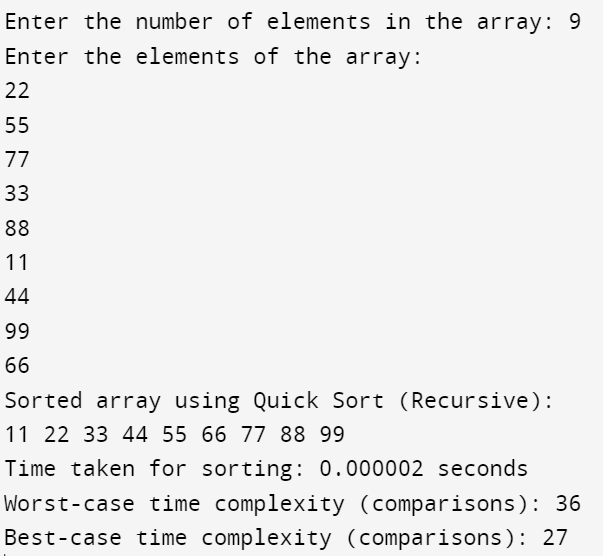 Enter the number of elements in the array: 9
Enter the elements of the array:
22
55
77
33
88
11
44
99
66
Sorted array using Quick Sort (Recursive):
11 22 33 44 55 66 77 88 99
Time taken for sorting: 0.000002 seconds
Worst-case time complexity (comparisons): 36
Best-case time complexity (comparisons): 27